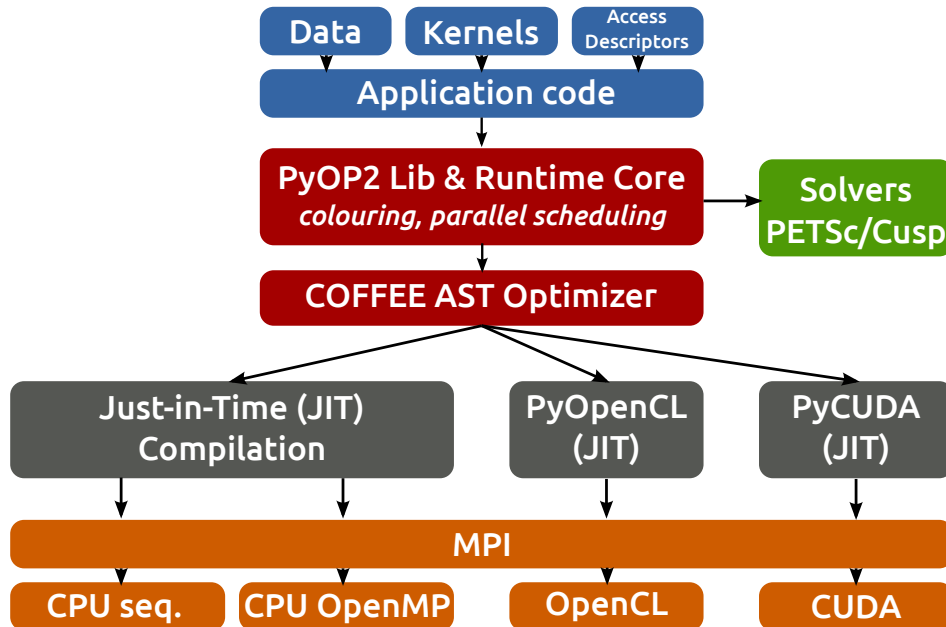 Data
Kernels
Access
Descriptors
Application code
PyOP2 Lib & Runtime Core
colouring, parallel scheduling
Solvers
PETSc/Cusp
COFFEE AST Optimizer
Just-in-Time (JIT)
Compilation
PyOpenCL
(JIT)
PyCUDA
(JIT)
MPI
CPU seq.
CPU OpenMP
OpenCL
CUDA